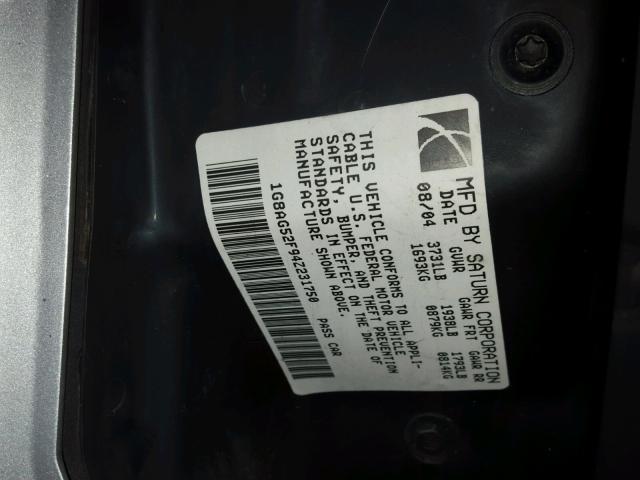 MFD BY SATURN CORPORATION
DATE GVWR GAWR FRT GAWR RR
08/04 3731LB 1938LB 1793LB
1693KG 0879KG 0814KG
THIS VEHICLE CONFORMS TO ALL APPLI-
CABLE U.S. FEDERAL MOTOR VEHICLE
SAFETY, BUMPER, AND THEFT PREVENTION
STANDARDS IN EFFECT ON THE DATE OF
MANUFACTURE SHOWN ABOVE.
1G8AG52F94Z231750 PASS CAR